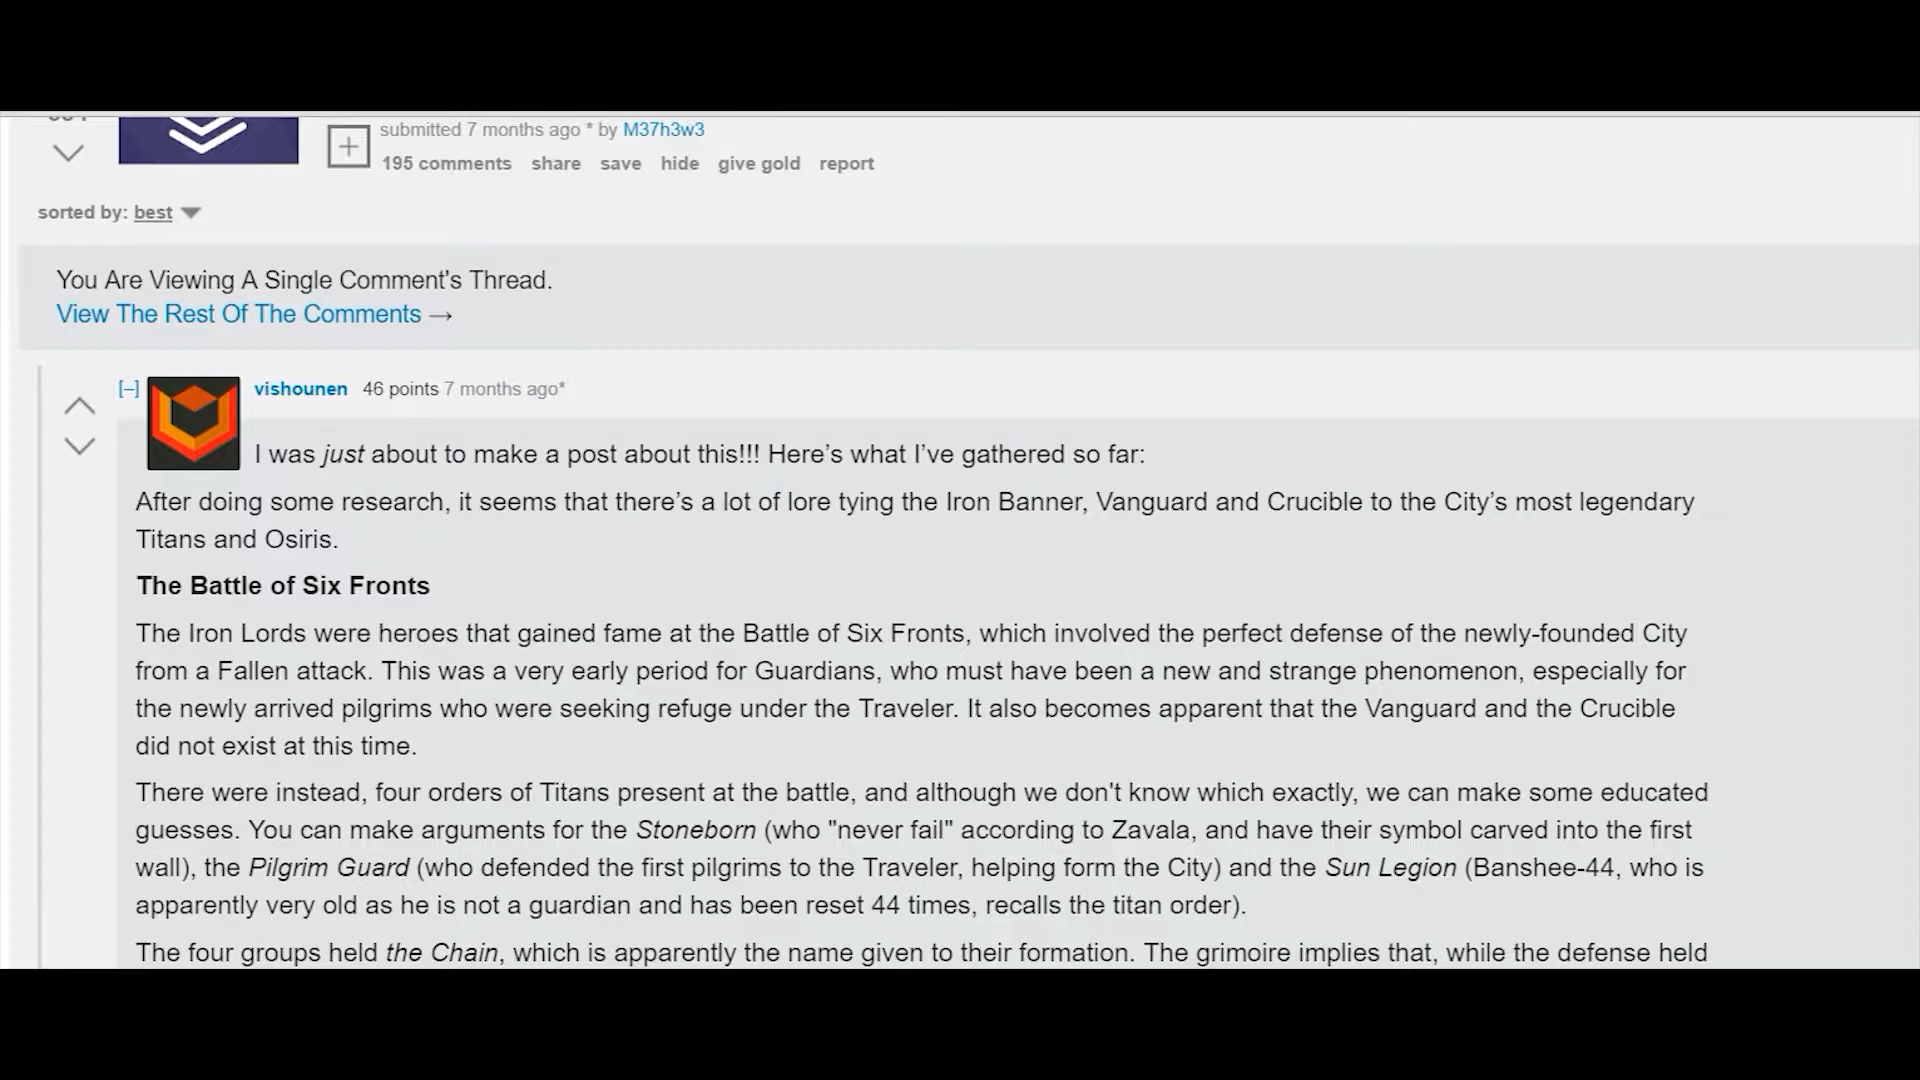 submitted 7 months ago * by M37h3w3
195 comments share save hide give gold report
sorted by: best
You Are Viewing A Single Comment's Thread.
View The Rest Of The Comments →
[–] vishounen 46 points 7 months ago*
I was just about to make a post about this!!! Here’s what I’ve gathered so far:
After doing some research, it seems that there’s a lot of lore tying the Iron Banner, Vanguard and Crucible to the City’s most legendary
Titans and Osiris.
The Battle of Six Fronts
The Iron Lords were heroes that gained fame at the Battle of Six Fronts, which involved the perfect defense of the newly-founded City
from a Fallen attack. This was a very early period for Guardians, who must have been a new and strange phenomenon, especially for
the newly arrived pilgrims who were seeking refuge under the Traveler. It also becomes apparent that the Vanguard and the Crucible
did not exist at this time.
There were instead, four orders of Titans present at the battle, and although we don't know which exactly, we can make some educated
guesses. You can make arguments for the Stoneborn (who "never fail" according to Zavala, and have their symbol carved into the first
wall), the Pilgrim Guard (who defended the first pilgrims to the Traveler, helping form the City) and the Sun Legion (Banshee-44, who is
apparently very old as he is not a guardian and has been reset 44 times, recalls the titan order).
The four groups held the Chain, which is apparently the name given to their formation. The grimoire implies that, while the defense held